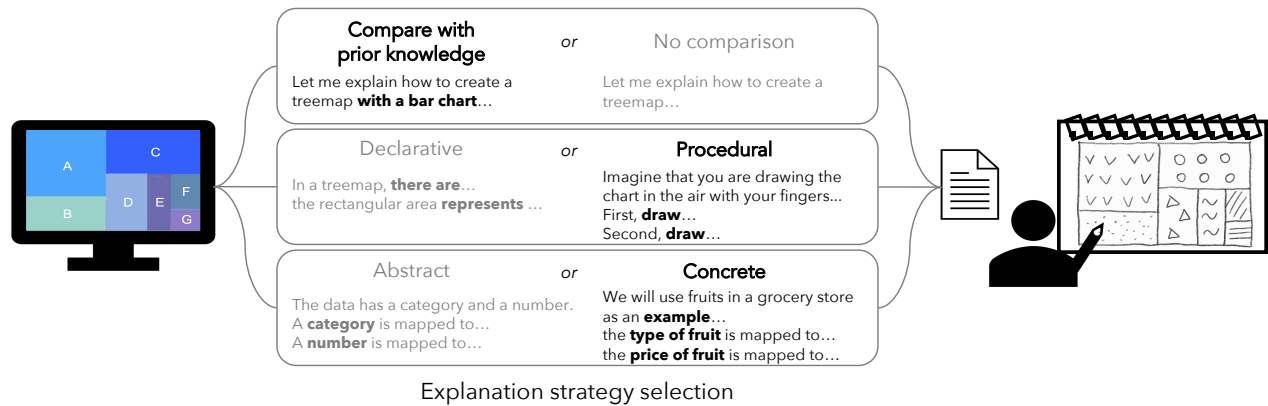 Compare with
prior knowledge
or
No comparison
Let me explain how to create a
treemap with a bar chart…
Let me explain how to create a
treemap…
A
B
C
D
E
F
G
Declarative
or
Procedural
In a treemap, there are…
the rectangular area represents …
Imagine that you are drawing the
chart in the air with your fingers...
First, draw…
Second, draw…
Abstract
or
Concrete
The data has a category and a number.
A category is mapped to…
A number is mapped to…
We will use fruits in a grocery store
as an example…
the type of fruit is mapped to…
the price of fruit is mapped to…
Explanation strategy selection